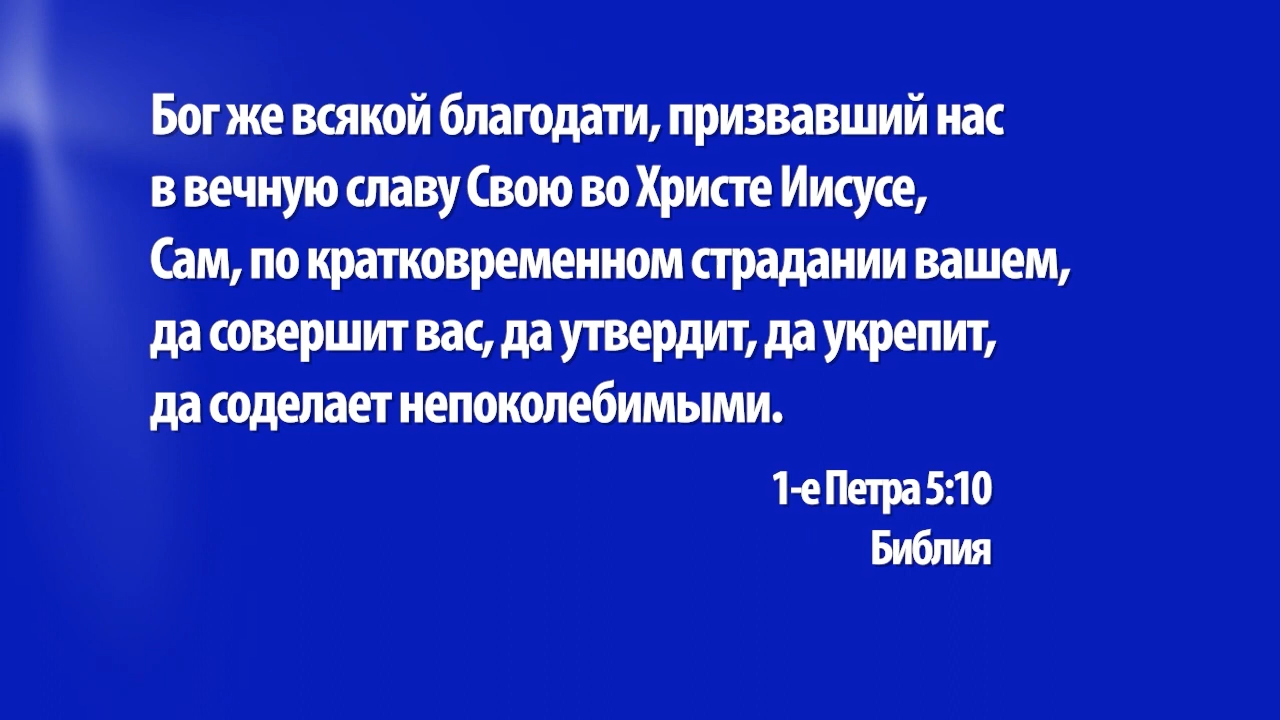 Бог же всякой благодати, призвавший нас
в вечную славу Свою во Христе Иисусе,
Сам, по кратковременном страдании вашем,
да совершит вас, да утвердит, да укрепит,
да соделает непоколебимыми.
1-е Петра 5:10
Библия